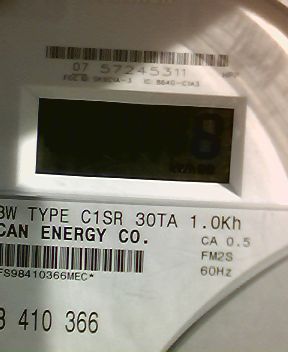 07 57245311
8
3W TYPE C1SR 30TA 1.0Kh
CAN ENERGY CO.
CA 0.5
FM2S
60Hz
FS98410366MEC*
410 366